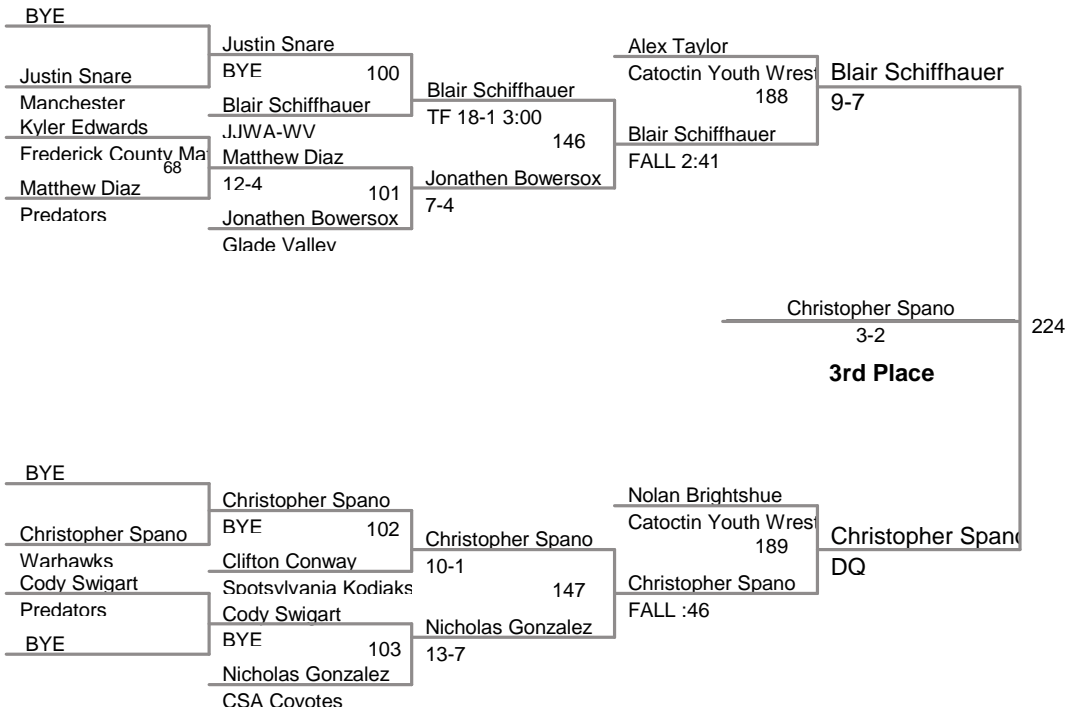 BYE
Justin Snare
Manchester
Kyler Edwards
Frederick County Ma
68
Matthew Diaz
Predators
Justin Snare
BYE
100
Blair Schiffhauer
JJWA-WV
Matthew Diaz
12-4
101
Jonathen Bowersox
Glade Valley
Blair Schiffhauer
TF 18-1 3:00
146
Jonathen Bowersox
7-4
Alex Taylor
Catoctin Youth Wrest
188
Blair Schiffhauer
FALL 2:41
Blair Schiffhauer
9-7
Christopher Spano
3-2
224
3rd Place
BYE
Christopher Spano
Warhawks
Cody Swigart
Predators
BYE
Christopher Spano
BYE
102
Clifton Conway
Spotsylvania Kodiaks
Cody Swigart
BYE
103
Nicholas Gonzalez
CSA Coyotes
Christopher Spano
10-1
147
Nicholas Gonzalez
13-7
Nolan Brightshue
Catoctin Youth Wrest
189
Christopher Spano
FALL :46
Christopher Spano
DQ